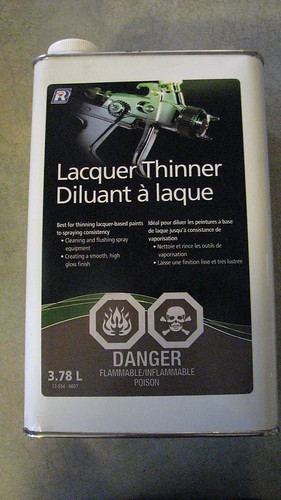 R
Lacquer Thinner
Diluant à laque
Best for thinning lacquer-based paints
to spraying consistency
• Cleaning and flushing spray
equipment
• Creating a smooth, high
gloss finish
Idéal pour diluer les peintures à base
de laque jusqu'à consistance de
vaporisation
• Nettoie et rince les outils de
vaporisation
• Laisse une finition lisse et très lustrée
DANGER
FLAMMABLE/INFLAMMABLE
POISON
3.78 L